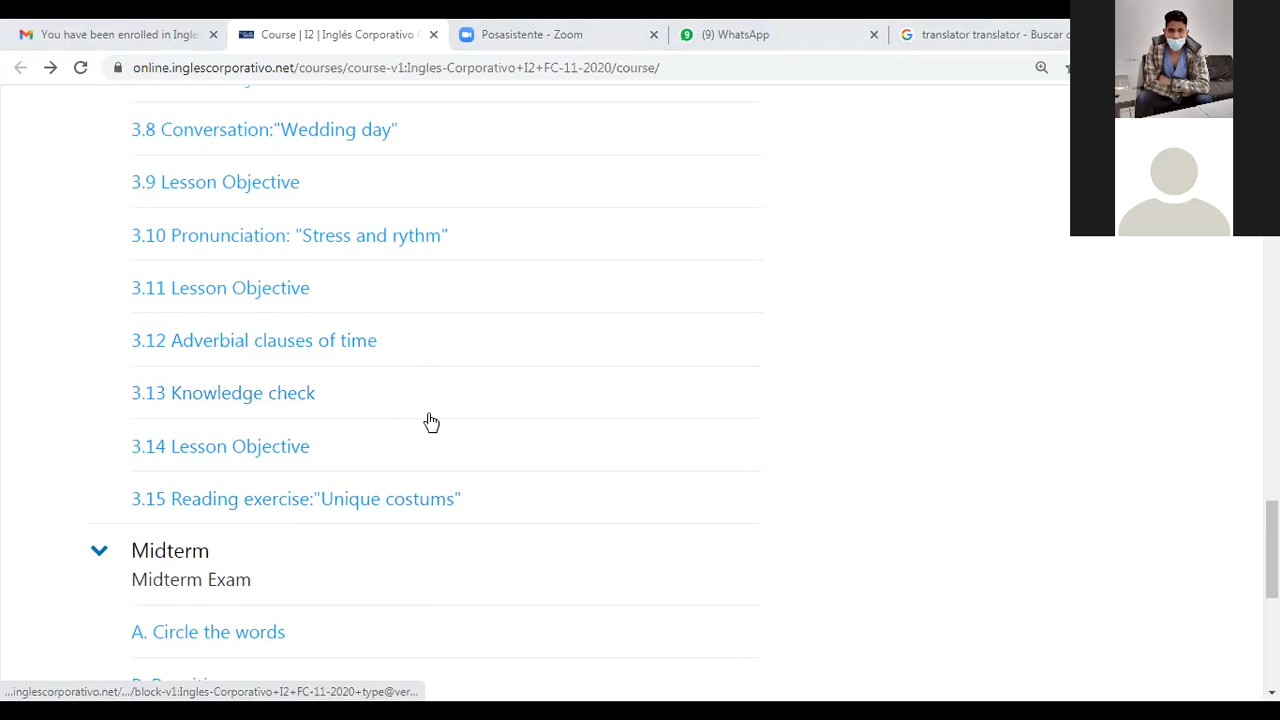 You have been enrolled in Inglé
Course | I2 | Inglés Corporativo
Posasistente - Zoom
(9) WhatsApp
translator translator - Buscar c
online.inglescorporativo.net/courses/course-v1:Ingles-Corporativo+I2+FC-11-2020/course/
3.8 Conversation:"Wedding day"
3.9 Lesson Objective
3.10 Pronunciation: "Stress and rythm"
3.11 Lesson Objective
3.12 Adverbial clauses of time
3.13 Knowledge check
3.14 Lesson Objective
3.15 Reading exercise:"Unique costums"
Midterm
Midterm Exam
A. Circle the words
...inglescorporativo.net/.../block-v1:Ingles-Corporativo+I2+FC-11-2020+type@ver...